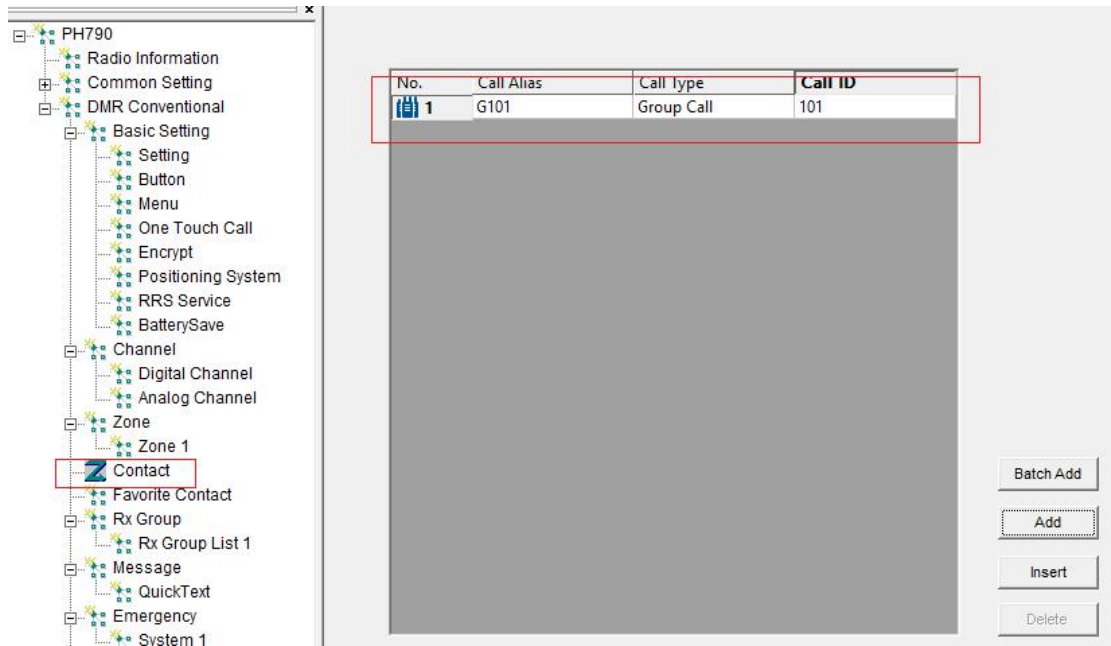 x
PH790
Radio Information
Common Setting
DMR Conventional
Basic Setting
Setting
Button
Menu
One Touch Call
Encrypt
Positioning System
RRS Service
BatterySave
Channel
Digital Channel
Analog Channel
Zone
Zone 1
Contact
Favorite Contact
Rx Group
Rx Group List 1
Message
QuickText
Emergency
System 1
No. Call Alias Call Type Call ID
1 G101 Group Call 101
Batch Add
Add
Insert
Delete